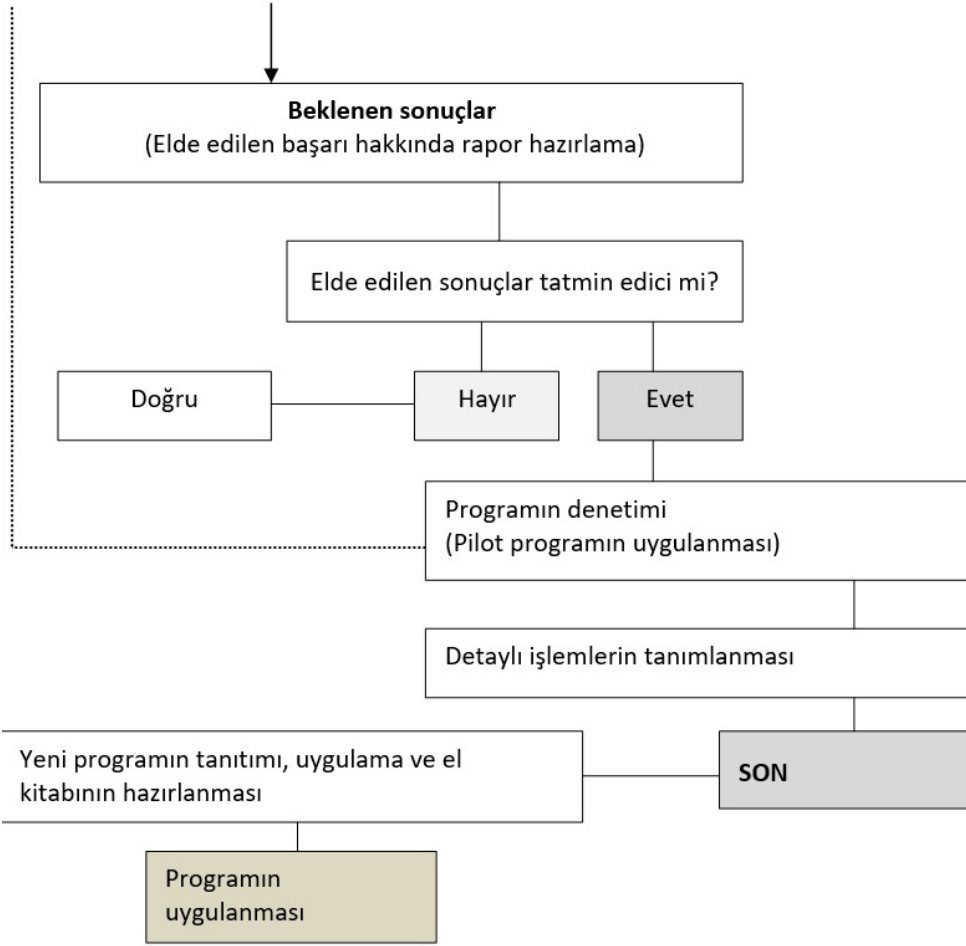 Beklenen sonuçlar
(Elde edilen başarı hakkında rapor hazırlama)
Elde edilen sonuçlar tatmin edici mi?
Doğru
Hayır
Evet
Programın denetimi
(Pilot programın uygulanması)
Detaylı işlemlerin tanımlanması
Yeni programın tanıtımı, uygulama ve el
kitabının hazırlanması
SON
Programın
uygulanması